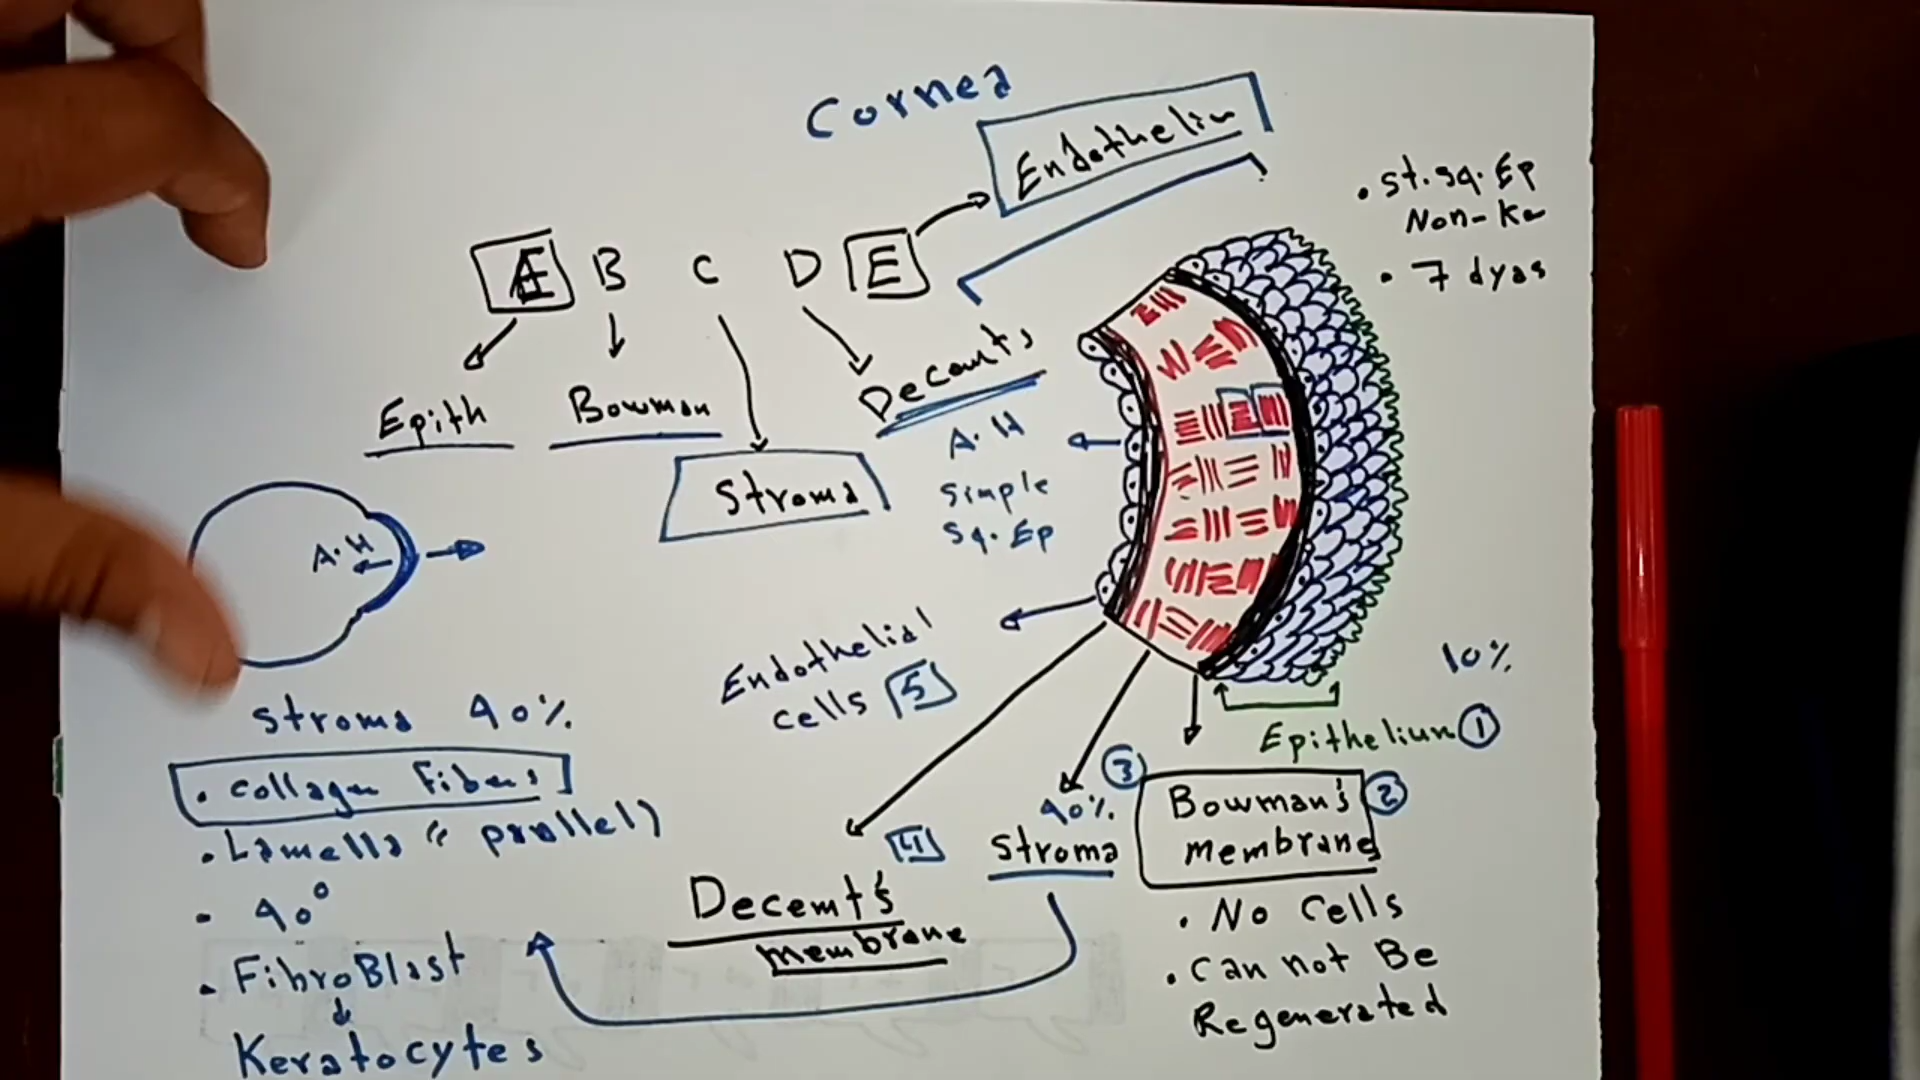 Cornea
Endothelium
E B C D E
Epith
Bowman
Stroma
Decemts
A.H
simple
sq. Ep
• st.sq. Ep
Non-Ke
• 7 dyas
A.H
Endothelial
cells 5
10%
Epithelium 1
3
90%
stroma
Bowman's 2
membrane
• No cells
• can not Be
Regenerated
4
Decemt's
membrane
stroma 90%
• collagen Fibers
• Lamella " prallel)
• 90°
• FibroBlast
Keratocytes